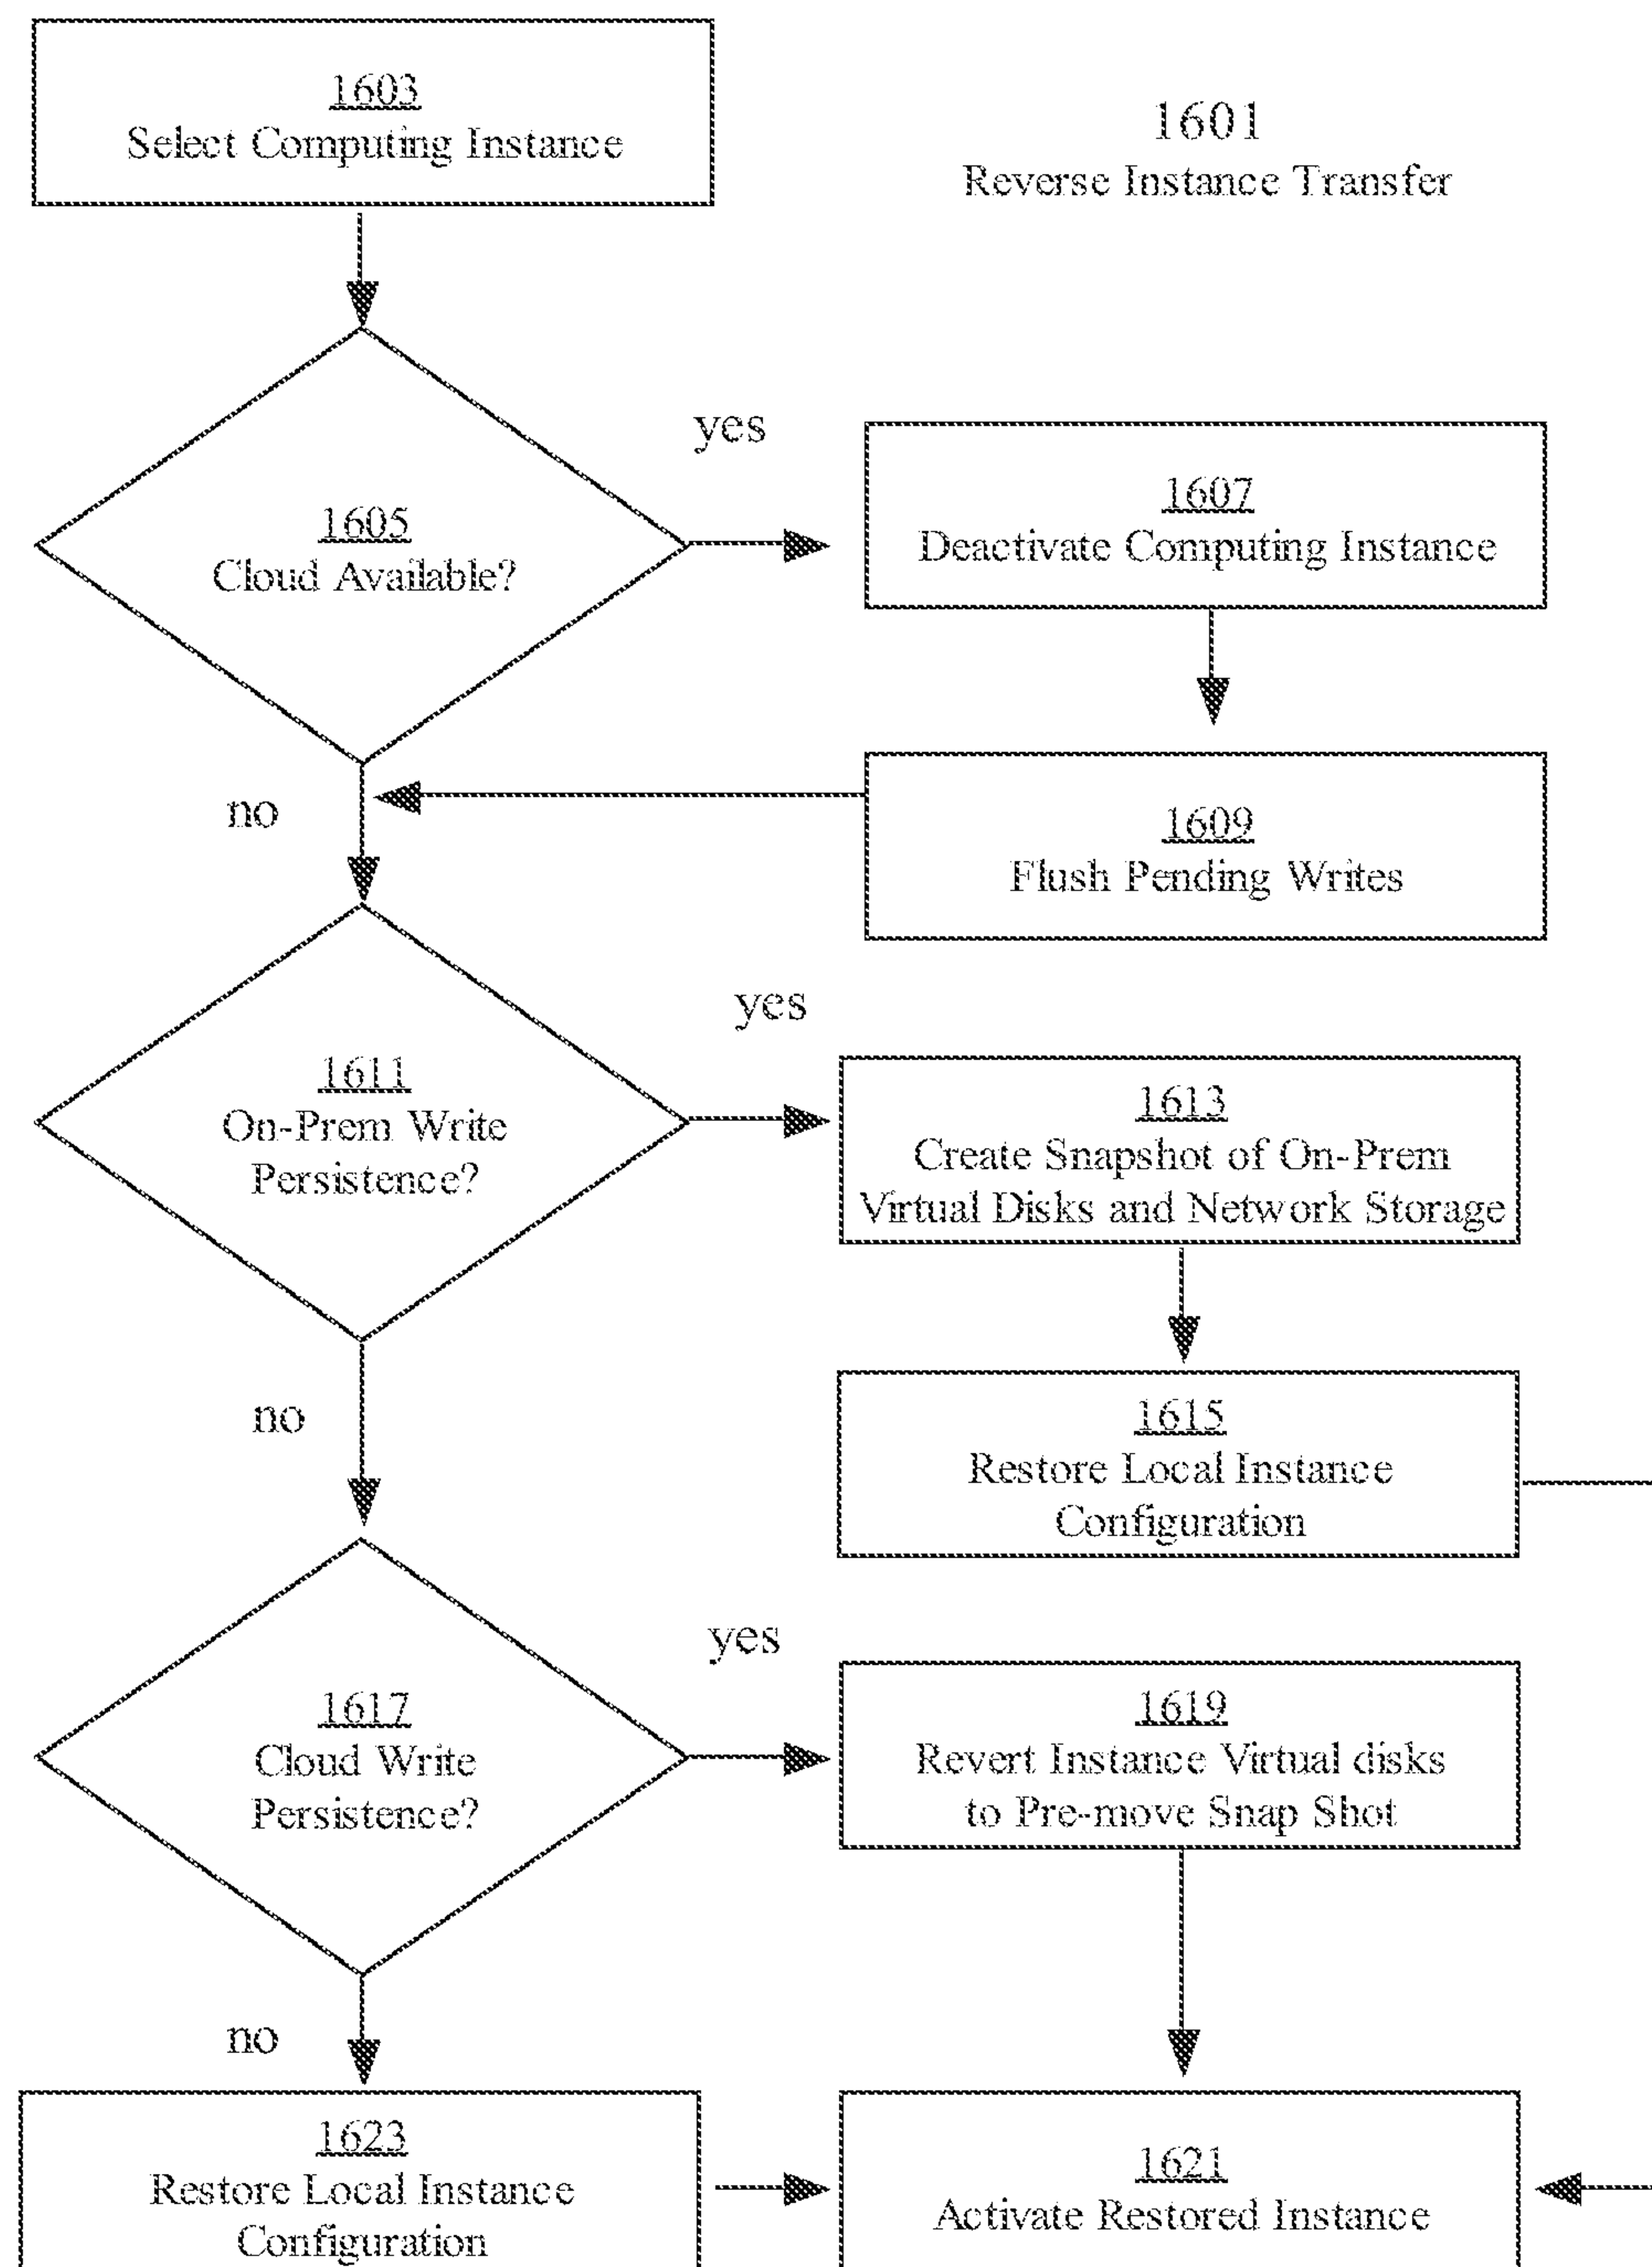 1603
Select Computing Instance
1601
Reverse Instance Transfer
yes
1605
Cloud Available?
1607
Deactivate Computing Instance
no
1609
Flush Pending Writes
yes
1611
On-Prem Write
Persistence?
1613
Create Snapshot of On-Prem
Virtual Disks and Network Storage
no
1615
Restore Local Instance
Configuration
yes
1617
Cloud Write
Persistence?
1619
Revert Instance Virtual disks
to Pre-move Snap Shot
no
1623
Restore Local Instance
Configuration
1621
Activate Restored Instance